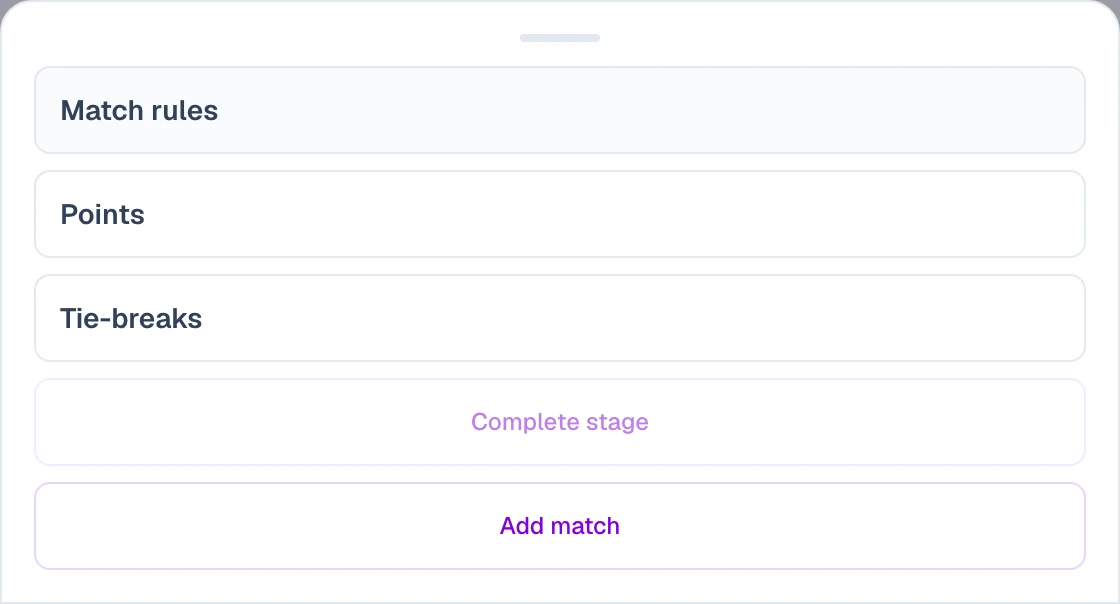 Match rules
Points
Tie-breaks
Complete stage
Add match